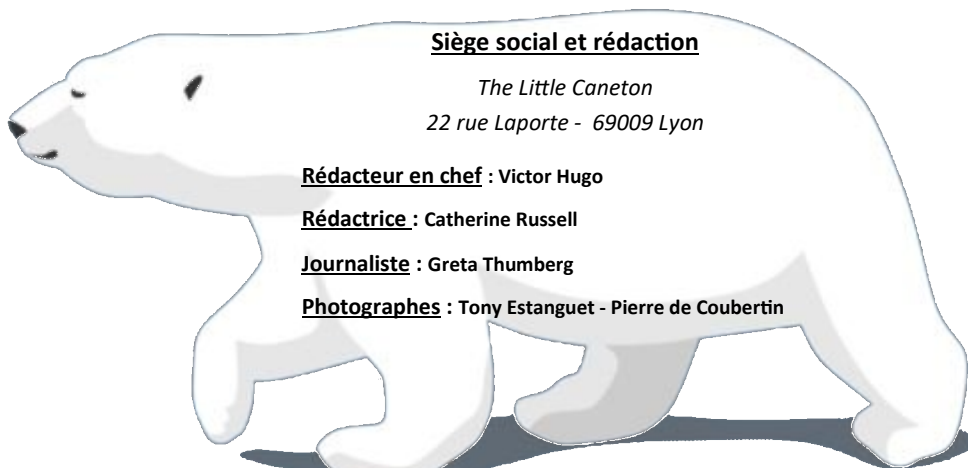 Siège social et rédaction
The Little Caneton
22 rue Laporte - 69009 Lyon
Rédacteur en chef : Victor Hugo
Rédactrice : Catherine Russell
Journaliste : Greta Thumberg
Photographes : Tony Estanguet - Pierre de Coubertin